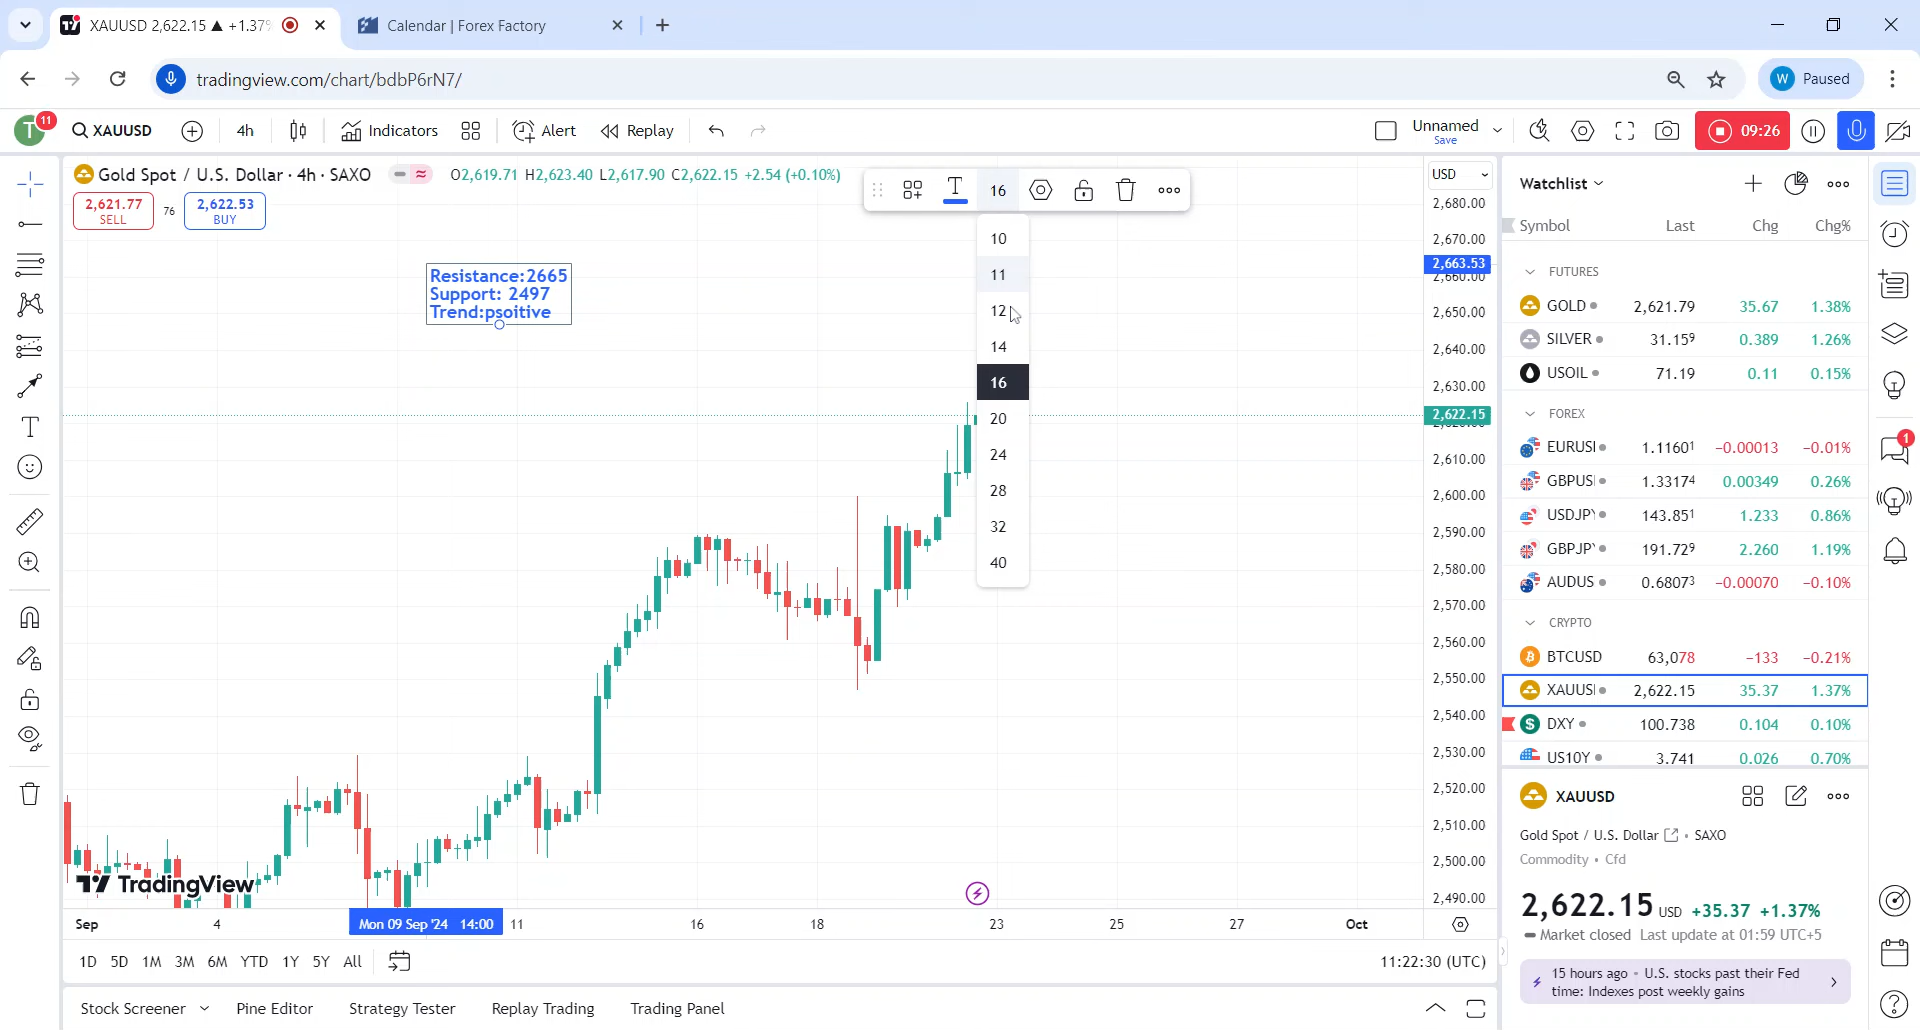 XAUUSD 2,622.15 ▲ +1.37%
Calendar | Forex Factory
tradingview.com/chart/bdbP6rN7/
W Paused
T 11
XAUUSD
4h
Indicators
Alert
Replay
Unnamed
Save
09:26
Gold Spot / U.S. Dollar · 4h · SAXO
O2,619.71 H2,623.40 L2,617.90 C2,622.15 +2.54 (+0.10%)
2,621.77
SELL
76
2,622.53
BUY
T
16
10
11
12
14
16
20
24
28
32
40
Resistance:2665
Support: 2497
Trend:psoitive
USD
2,680.00
2,670.00
2,663.53
2,660.00
2,650.00
2,640.00
2,630.00
2,622.15
2,610.00
2,600.00
2,590.00
2,580.00
2,570.00
2,560.00
2,550.00
2,540.00
2,530.00
2,520.00
2,510.00
2,500.00
2,490.00
TradingView
Sep 4 Mon 09 Sep '24 14:00 11 16 18 23 25 27 Oct
1D 5D 1M 3M 6M YTD 1Y 5Y All
11:22:30 (UTC)
Stock Screener Pine Editor Strategy Tester Replay Trading Trading Panel
Watchlist
Symbol Last Chg Chg%
FUTURES
GOLD 2,621.79 35.67 1.38%
SILVER 31.159 0.389 1.26%
USOIL 71.19 0.11 0.15%
FOREX
EURUSI 1.11601 −0.00013 −0.01%
GBPUSI 1.33174 0.00349 0.26%
USDJPY 143.851 1.233 0.86%
GBPJPY 191.729 2.260 1.19%
AUDUS 0.68073 −0.00070 −0.10%
CRYPTO
BTCUSD 63,078 −133 −0.21%
XAUUSI 2,622.15 35.37 1.37%
DXY 100.738 0.104 0.10%
US10Y 3.741 0.026 0.70%
XAUUSD
Gold Spot / U.S. Dollar • SAXO
Commodity • Cfd
2,622.15 USD +35.37 +1.37%
Market closed Last update at 01:59 UTC+5
15 hours ago • U.S. stocks past their Fed
time: Indexes post weekly gains
1